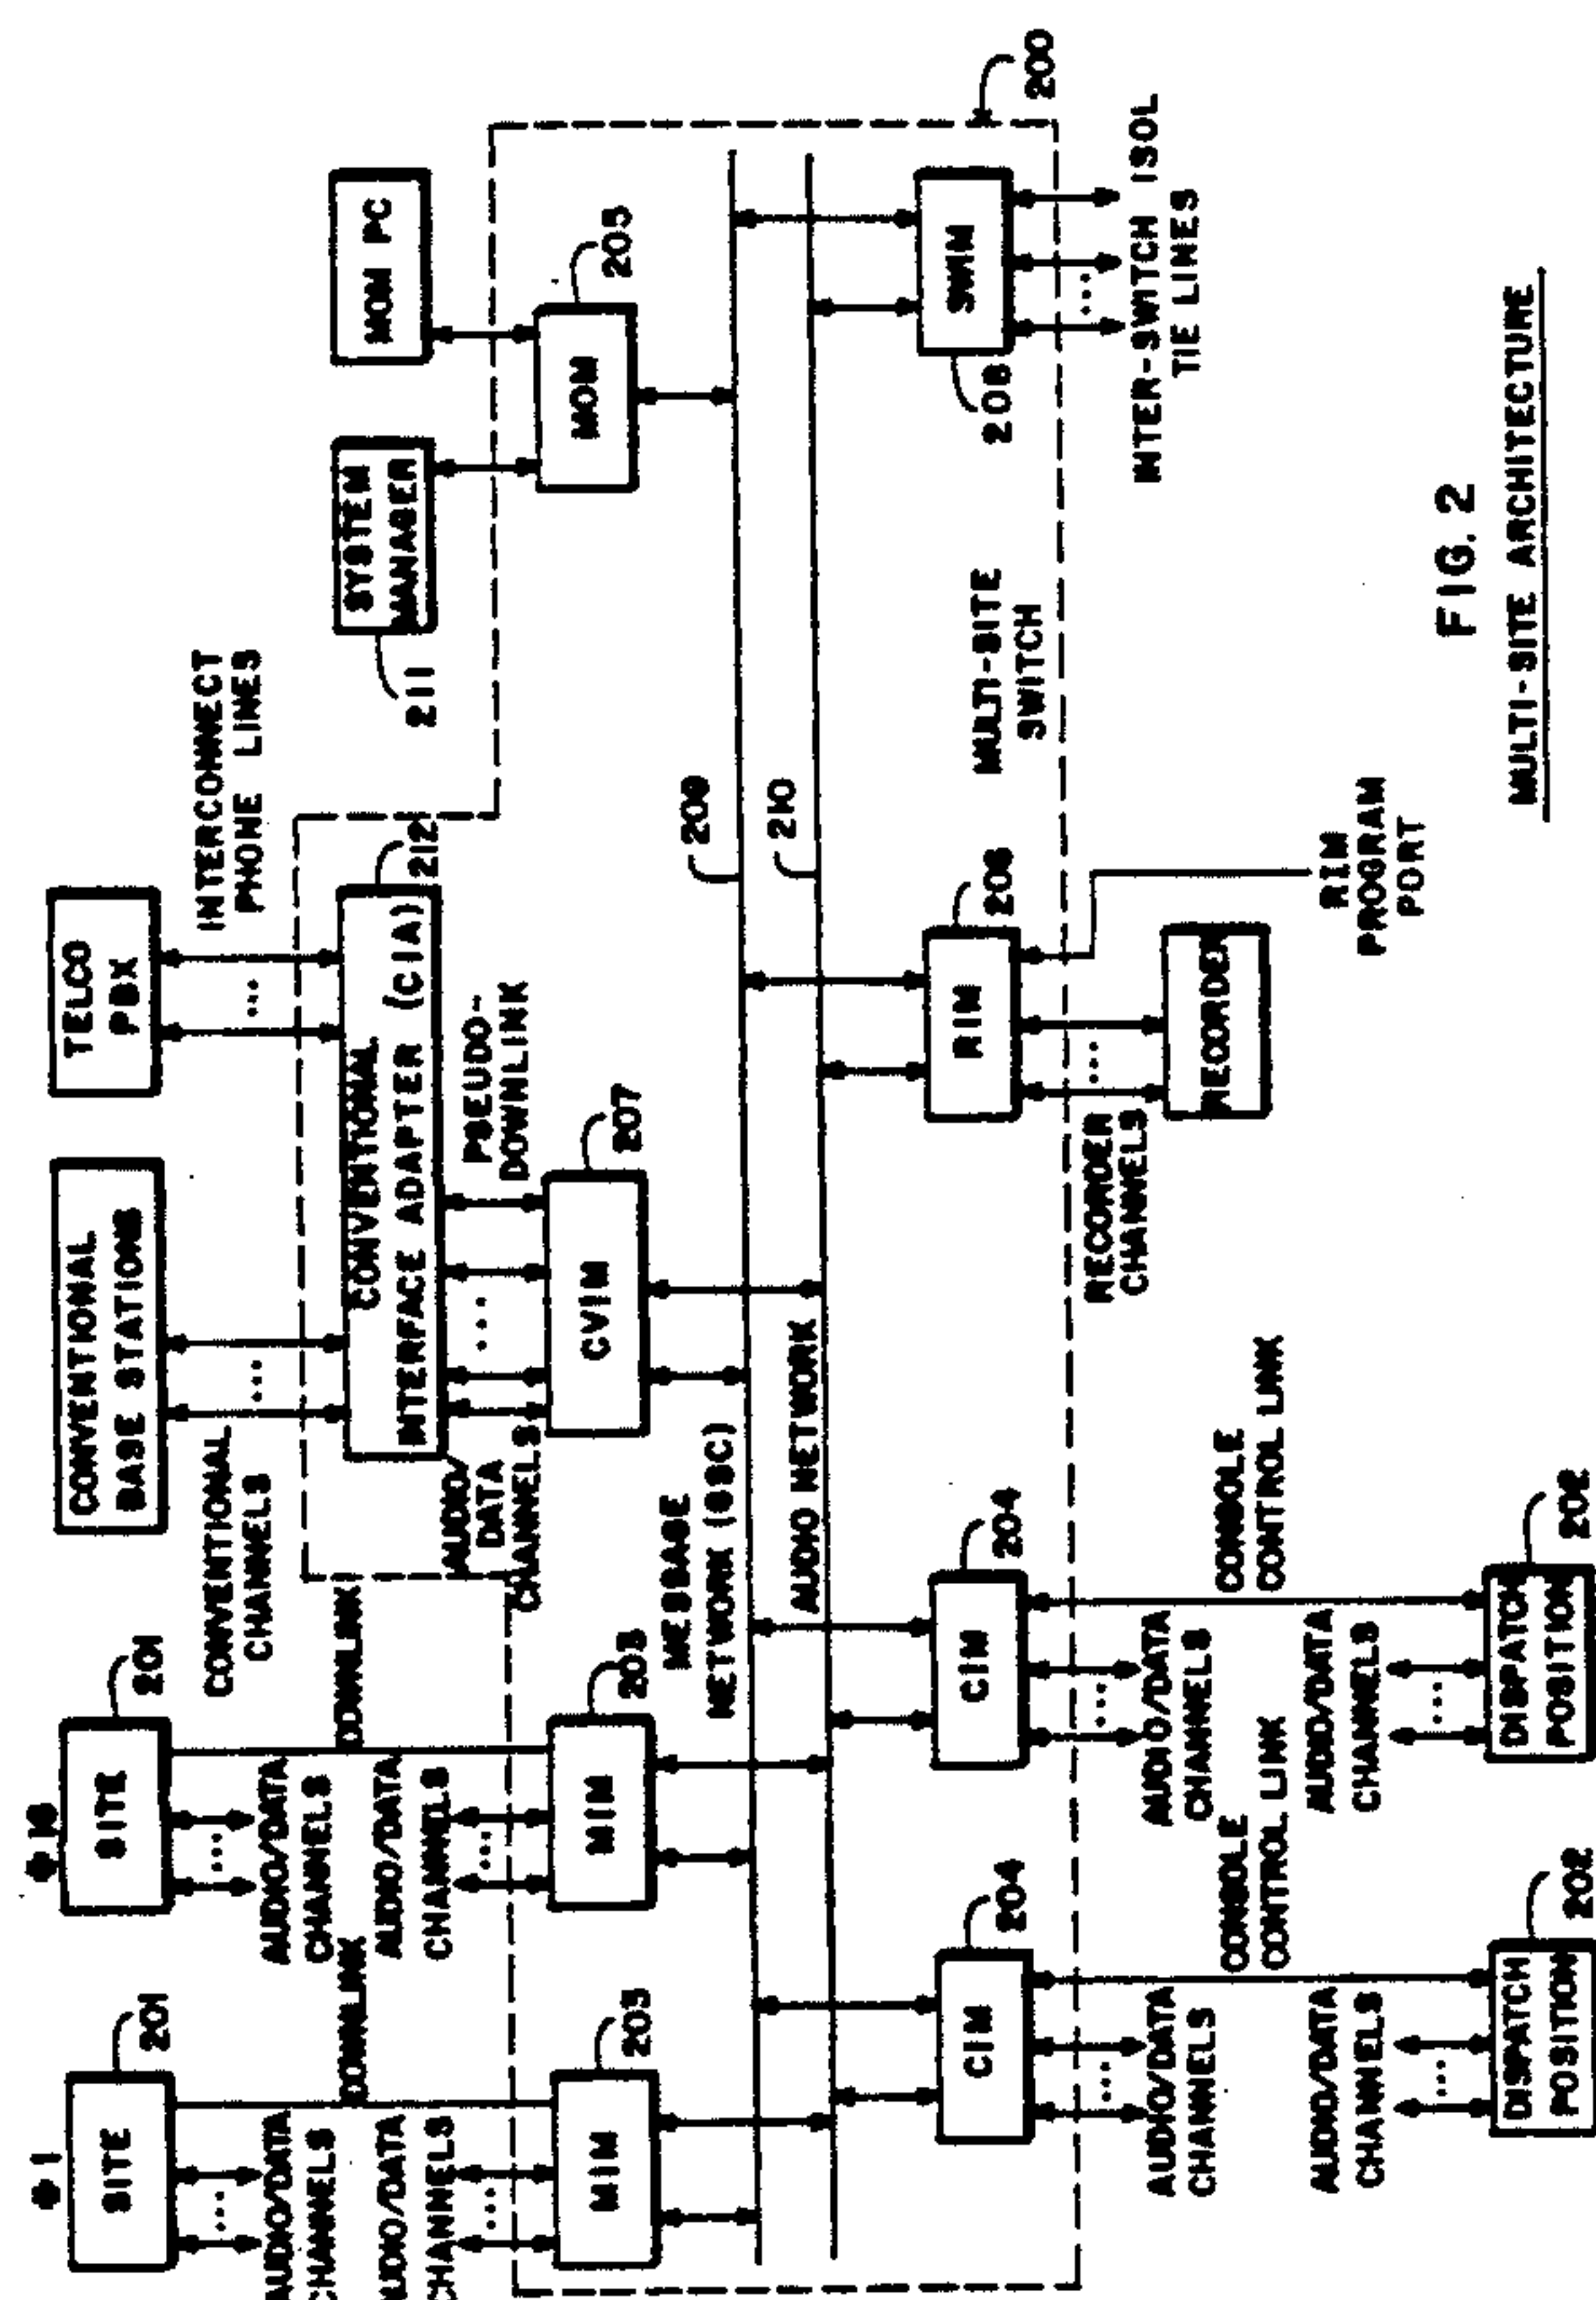 #1
SITE
201
AUDIO/DATA
CHANNELS
DOWNLINK
AUDIO/DATA
CHANNELS
MIM
203
SITE
201
AUDIO/DATA
CHANNELS
DOWNLINK
AUDIO/DATA
CHANNELS
MIM
203
CONVENTIONAL
BASE STATIONS
CONVENTIONAL
CHANNELS
TELCO
PBX
INTERCONNECT
PHONE LINES
CONVENTIONAL
INTERFACE ADAPTER (CIA)
212
AUDIO/
DATA
CHANNELS
PSEUDO-
DOWNLINK
CVIM
207
SYSTEM
MANAGER
211
MOM PC
MOM
205
200
MESSAGE
NETWORK (GSC)
209
AUDIO NETWORK
210
CIM
204
AUDIO/DATA
CHANNELS
CONSOLE
CONTROL LINK
AUDIO/DATA
CHANNELS
DISPATCH
POSITION
202
CIM
204
AUDIO/DATA
CHANNELS
CONSOLE
CONTROL LINK
AUDIO/DATA
CHANNELS
DISPATCH
POSITION
202
RIM
206
RECORDER
CHANNELS
RECORDER
RIM
PROGRAM
PORT
MULTI-SITE
SWITCH
SWIM
208
INTER-SWITCH ISOL
TIE LINES
FIG. 2
MULTI-SITE ARCHITECTURE